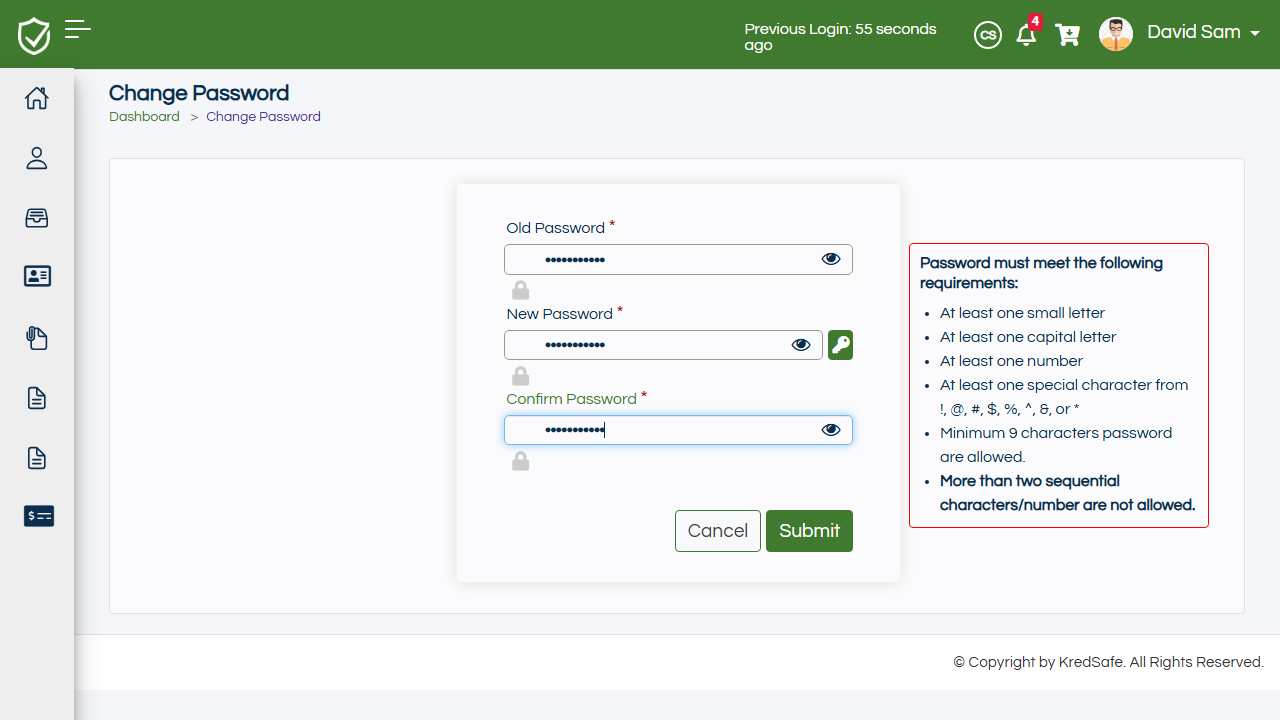 Previous Login: 55 seconds
ago
CS
4
David Sam
Change Password
Dashboard > Change Password
Old Password *
•••••••••••
New Password *
•••••••••••
Confirm Password *
•••••••••••
Cancel
Submit
Password must meet the following
requirements:
• At least one small letter
• At least one capital letter
• At least one number
• At least one special character from
!, @, #, $, %, ^, &, or *
• Minimum 9 characters password
are allowed.
• More than two sequential
characters/number are not allowed.
© Copyright by KredSafe. All Rights Reserved.